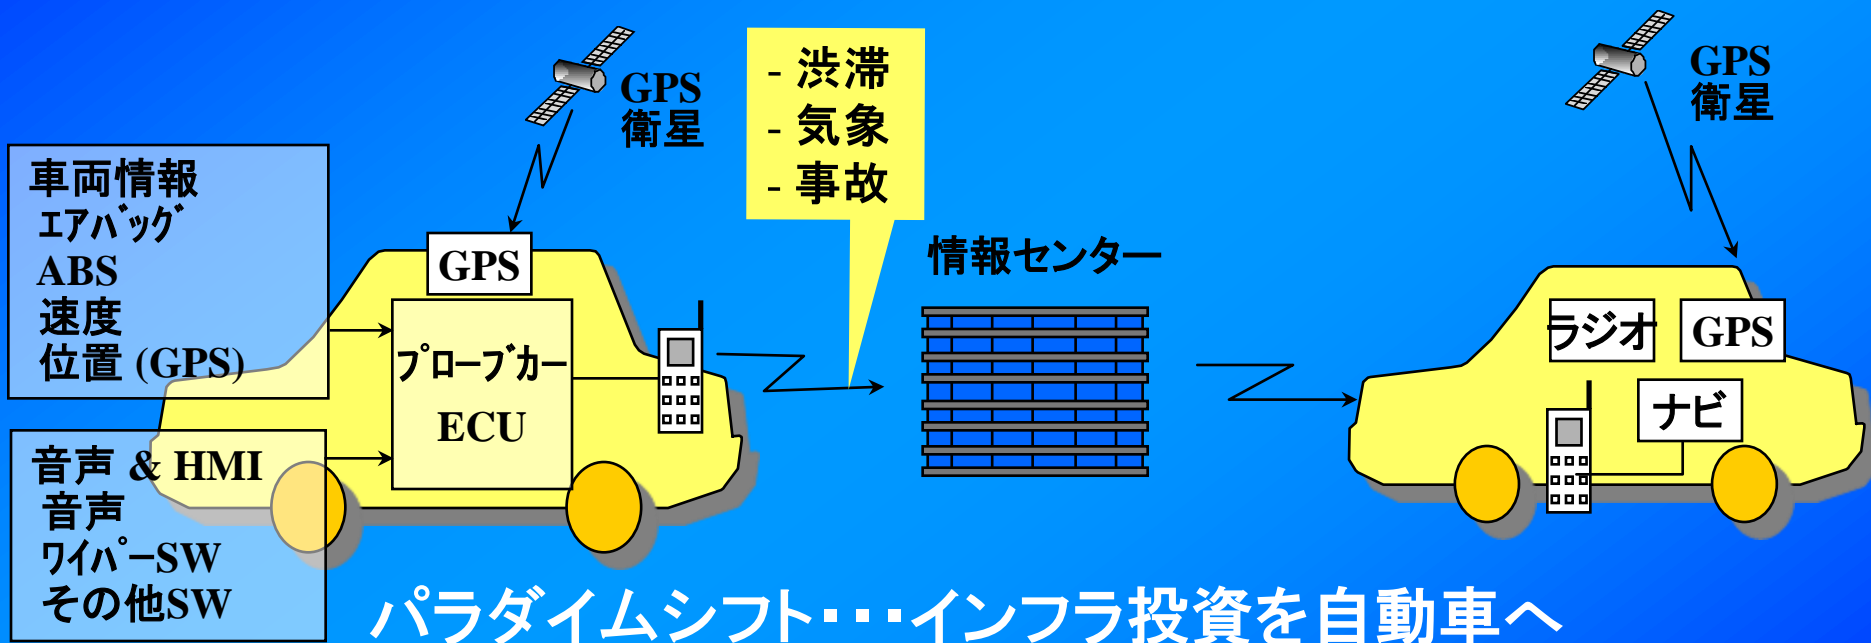 GPS
衛星
- 渋滞
- 気象
- 事故
GPS
衛星
車両情報
ｴｱﾊﾞｯｸﾞ
ABS
速度
位置 (GPS)
GPS
ﾌﾟﾛｰﾌﾞｶｰ
ECU
情報センター
ラジオ
GPS
ナビ
音声 & HMI
音声
ﾜｲﾊﾟｰSW
その他SW
パラダイムシフト・・・インフラ投資を自動車へ